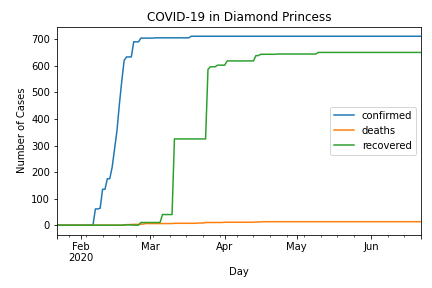 COVID-19 in Diamond Princess
Number of Cases
700
600
500
400
300
200
100
0
confirmed
deaths
recovered
Feb
2020
Mar
Apr
May
Jun
Day